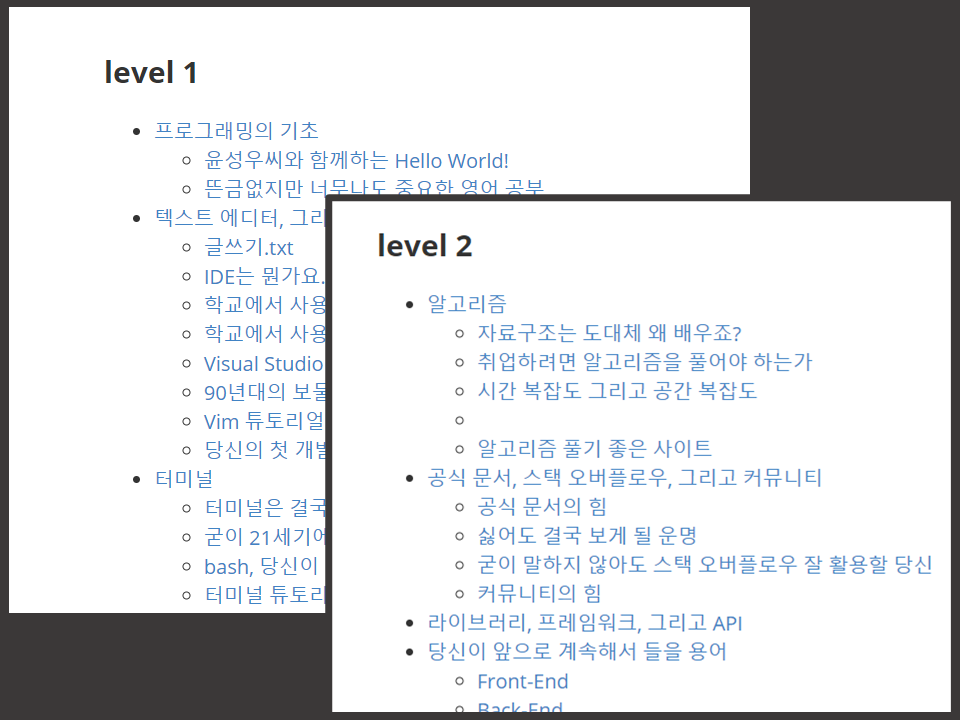 level 1
프로그래밍의 기초
윤성우씨와 함께하는 Hello World!
뜬금없지만 너무나도 중요한 영어 공부
텍스트 에디터, 그리
글쓰기.txt
IDE는 뭔가요.
학교에서 사용
학교에서 사용
Visual Studio
90년대의 보물
Vim 튜토리얼
당신의 첫 개발
터미널
터미널은 결국
굳이 21세기에
bash, 당신이
터미널 튜토리
level 2
알고리즘
자료구조는 도대체 왜 배우죠?
취업하려면 알고리즘을 풀어야 하는가
시간 복잡도 그리고 공간 복잡도
알고리즘 풀기 좋은 사이트
공식 문서, 스택 오버플로우, 그리고 커뮤니티
공식 문서의 힘
싫어도 결국 보게 될 운명
굳이 말하지 않아도 스택 오버플로우 잘 활용할 당신
커뮤니티의 힘
라이브러리, 프레임워크, 그리고 API
당신이 앞으로 계속해서 들을 용어
Front-End
Back-End